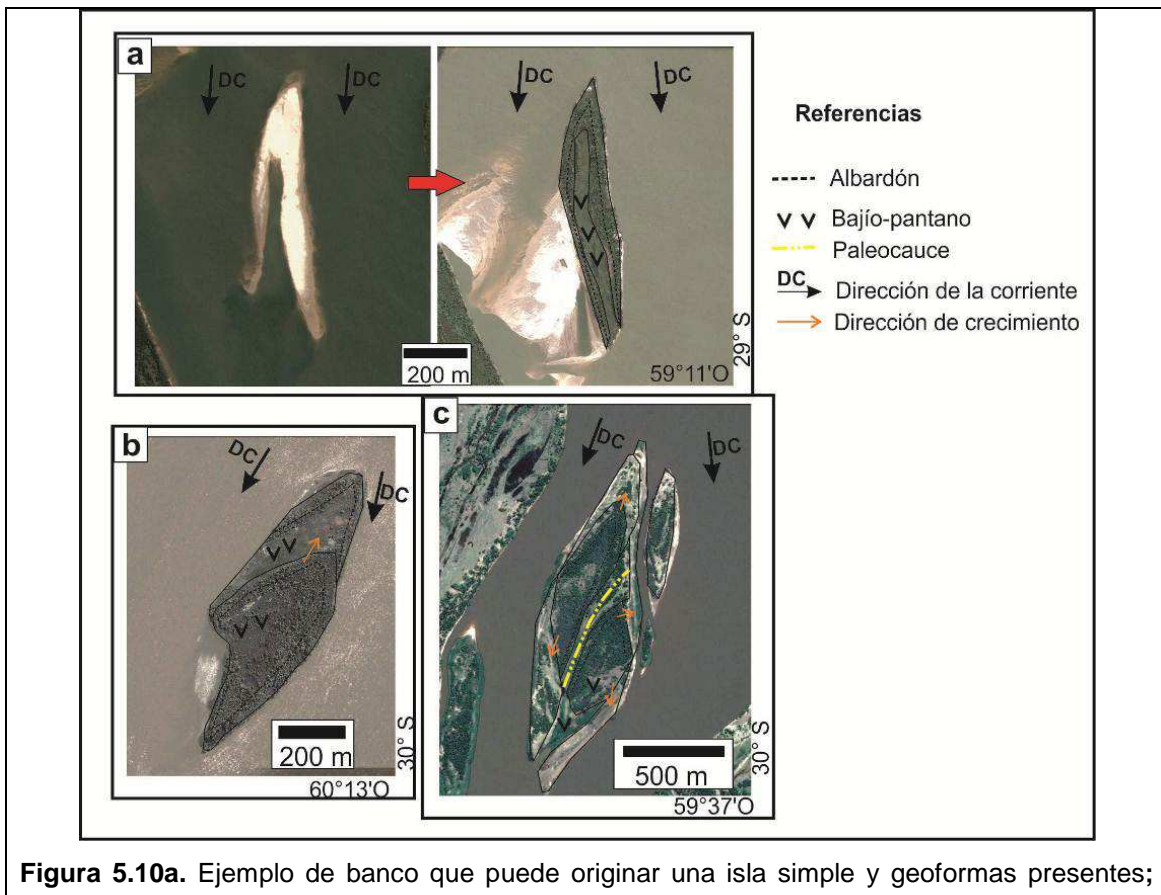 a
DC
DC
DC
DC
200 m
59°11'O
29° S
Referencias
Albardón
Bajío-pantano
Paleocauce
DC
Dirección de la corriente
Dirección de crecimiento
b
DC
DC
200 m
60°13'O
30° S
c
DC
DC
500 m
59°37'O
30° S
Figura 5.10a. Ejemplo de banco que puede originar una isla simple y geoformas presentes;